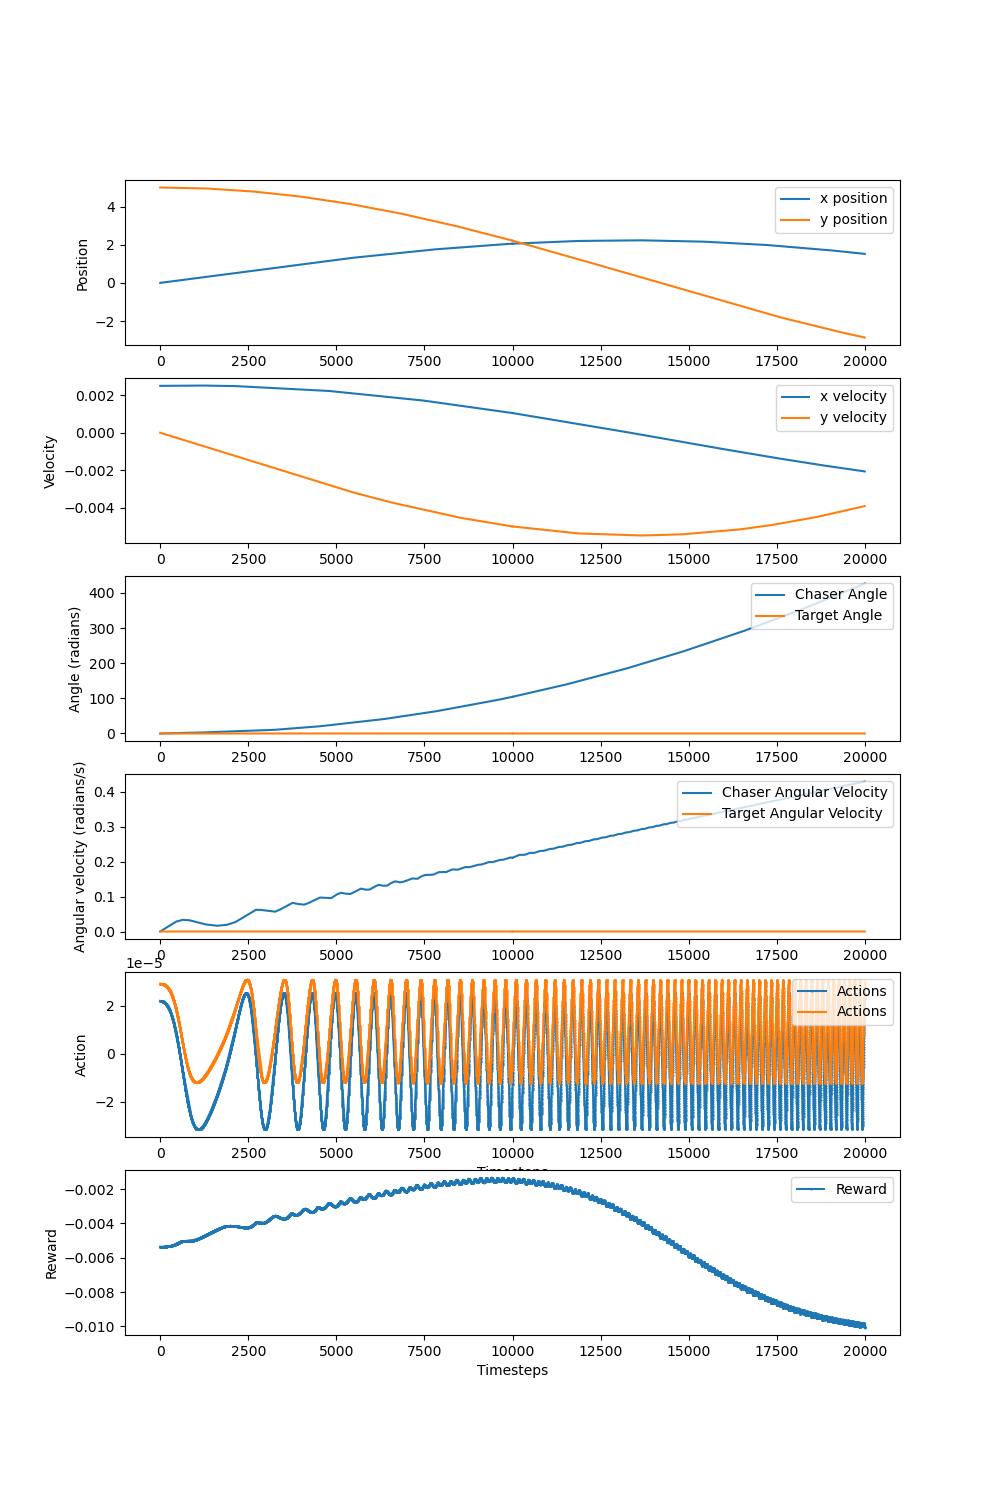 x position
y position
4
2
0
−2
Position
0 2500 5000 7500 10000 12500 15000 17500 20000
x velocity
y velocity
0.002
0.000
−0.002
−0.004
Velocity
0 2500 5000 7500 10000 12500 15000 17500 20000
Chaser Angle
Target Angle
400
300
200
100
0
Angle (radians)
0 2500 5000 7500 10000 12500 15000 17500 20000
Chaser Angular Velocity
Target Angular Velocity
0.4
0.3
0.2
0.1
0.0
Angular velocity (radians/s)
0 2500 5000 7500 10000 12500 15000 17500 20000
1e−5
Actions
Actions
2
0
−2
Action
0 2500 5000 7500 10000 12500 15000 17500 20000
Timesteps
Reward
−0.002
−0.004
−0.006
−0.008
−0.010
Reward
0 2500 5000 7500 10000 12500 15000 17500 20000
Timesteps